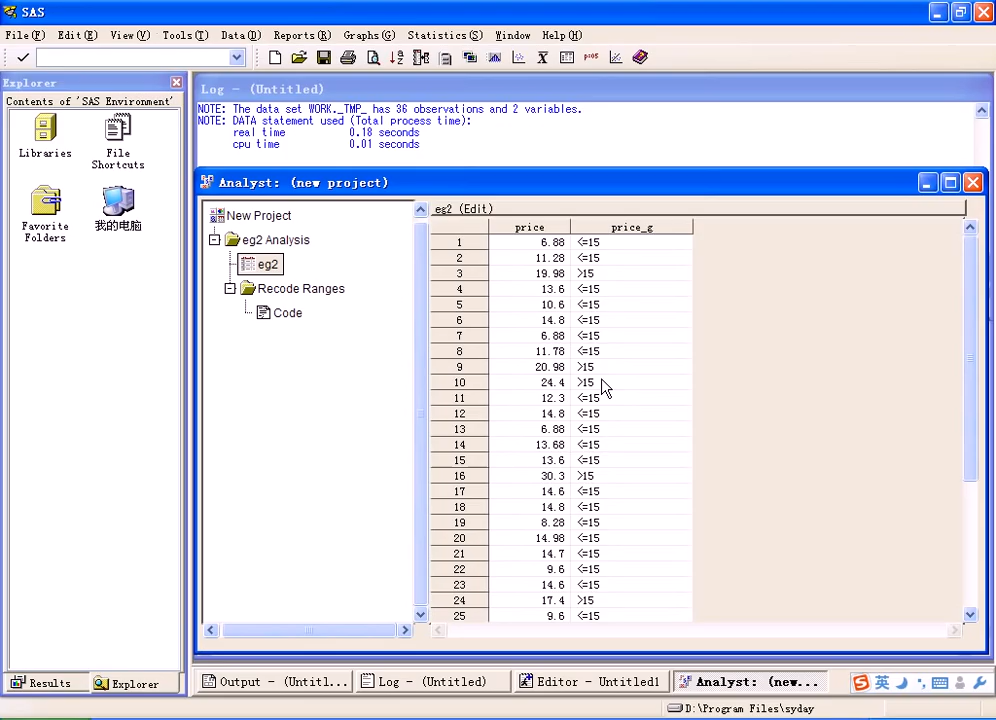 SAS
File(F) Edit(E) View(V) Tools(T) Data(D) Reports(R) Graphs(G) Statistics(S) Window Help(H)
Explorer
Contents of 'SAS Environment'
Libraries
File Shortcuts
Favorite Folders
我的电脑
Log - (Untitled)
NOTE: The data set WORK._TMP_ has 36 observations and 2 variables.
NOTE: DATA statement used (Total process time):
real time 0.18 seconds
cpu time 0.01 seconds
Analyst: (new project)
New Project
eg2 Analysis
eg2
Recode Ranges
Code
eg2 (Edit)
price price_g
1 6.88 <=15
2 11.28 <=15
3 19.98 >15
4 13.6 <=15
5 10.6 <=15
6 14.8 <=15
7 6.88 <=15
8 11.78 <=15
9 20.98 >15
10 24.4 >15
11 12.3 <=15
12 14.8 <=15
13 6.88 <=15
14 13.68 <=15
15 13.6 <=15
16 30.3 >15
17 14.6 <=15
18 14.8 <=15
19 8.28 <=15
20 14.98 <=15
21 14.7 <=15
22 9.6 <=15
23 14.6 <=15
24 17.4 >15
25 9.6 <=15
Results Explorer
Output - (Untitl... Log - (Untitled) Editor - Untitled1 Analyst: (new... 英
D:\Program Files\syday